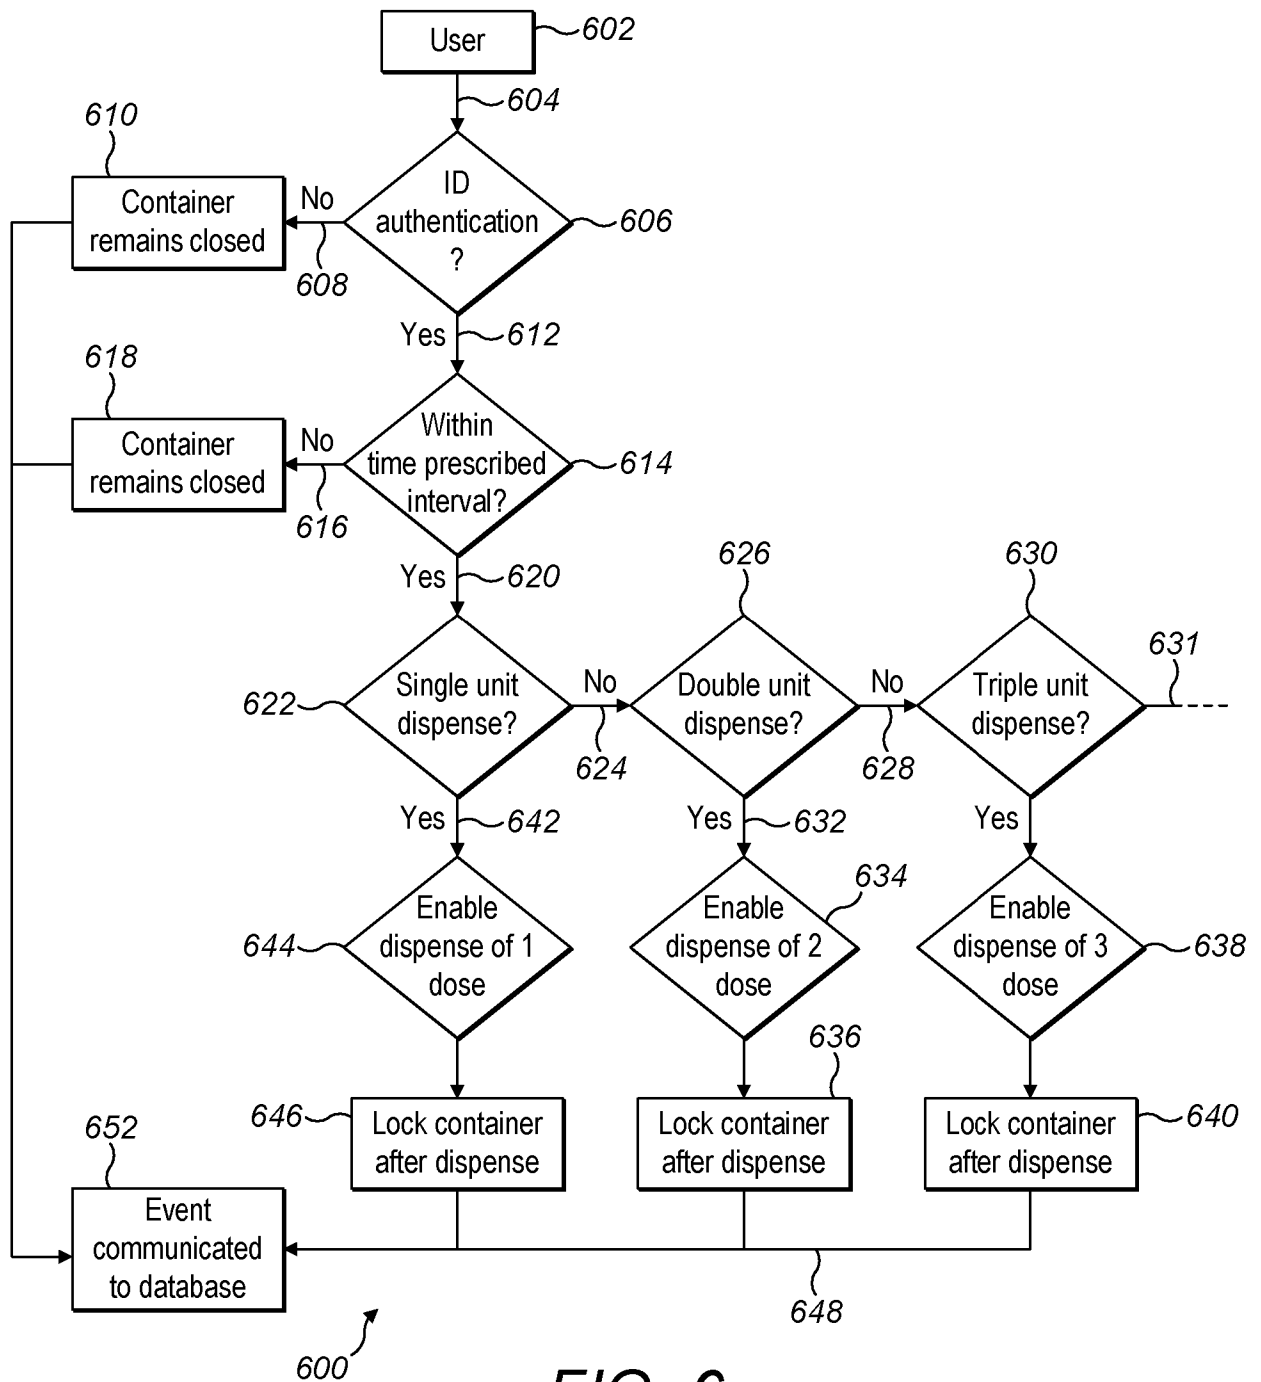 User
602
604
610
ID
authentication
?
606
No
Container
remains closed
608
Yes
612
618
Within
time prescribed
interval?
614
No
Container
remains closed
616
Yes
620
626
630
631
Single unit
dispense?
622
No
624
Double unit
dispense?
No
628
Triple unit
dispense?
Yes
642
Yes
632
Yes
634
Enable
dispense of 1
dose
644
Enable
dispense of 2
dose
Enable
dispense of 3
dose
638
636
646
Lock container
after dispense
Lock container
after dispense
Lock container
after dispense
640
652
Event
communicated
to database
648
600
FIG. 6